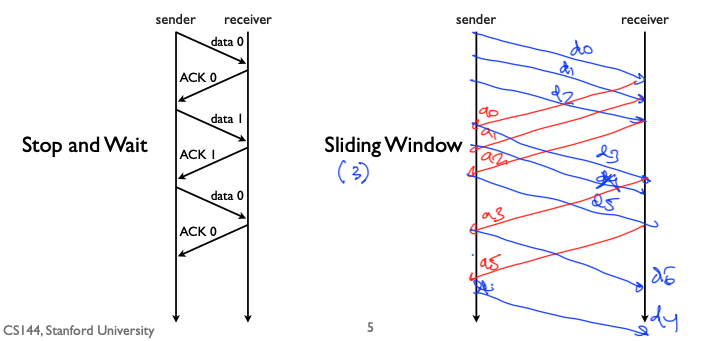 sender
receiver
data 0
ACK 0
data 1
ACK 1
data 0
ACK 0
Stop and Wait
sender
receiver
d0
d1
d2
a0
a1
a2
Sliding Window
(3)
d3
d5
a3
a5
d6
d4
CS144, Stanford University
5